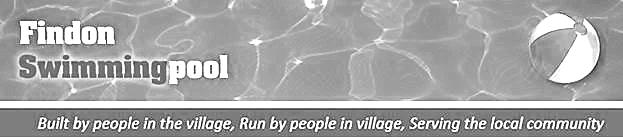 Findon
Swimmingpool
Built by people in the village, Run by people in village, Serving the local community